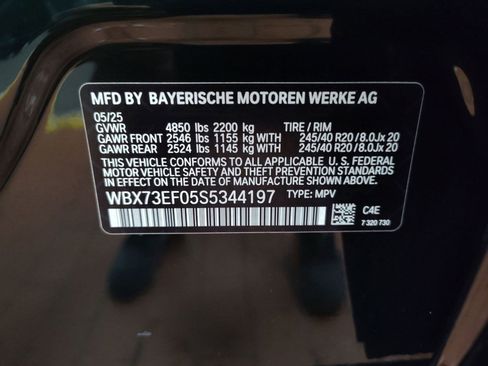 MFD BY BAYERISCHE MOTOREN WERKE AG
05/25
GVWR 4850 lbs 2200 kg TIRE / RIM
GAWR FRONT 2546 lbs 1155 kg WITH 245/40 R20 / 8.0Jx 20
GAWR REAR 2524 lbs 1145 kg WITH 245/40 R20 / 8.0Jx 20
THIS VEHICLE CONFORMS TO ALL APPLICABLE U. S. FEDERAL
MOTOR VEHICLE SAFETY AND THEFT PREVENTION STANDARDS
IN EFFECT ON THE DATE OF MANUFACTURE SHOWN ABOVE.
WBX73EF05S5344197 TYPE: MPV
C4E
7 320 730